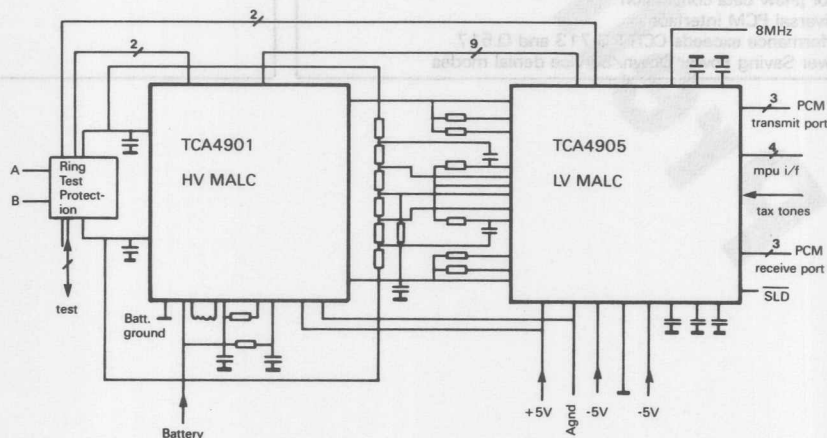 2
2
9
8MHz
3
PCM
transmit port
TCA4901
TCA4905
A
Ring
Test
Protect-
ion
HV MALC
LV MALC
4
mpu i/f
B
tax tones
3
PCM
receive port
test
Batt.
ground
SLD
+5V
Agnd
-5V
-5V
Battery